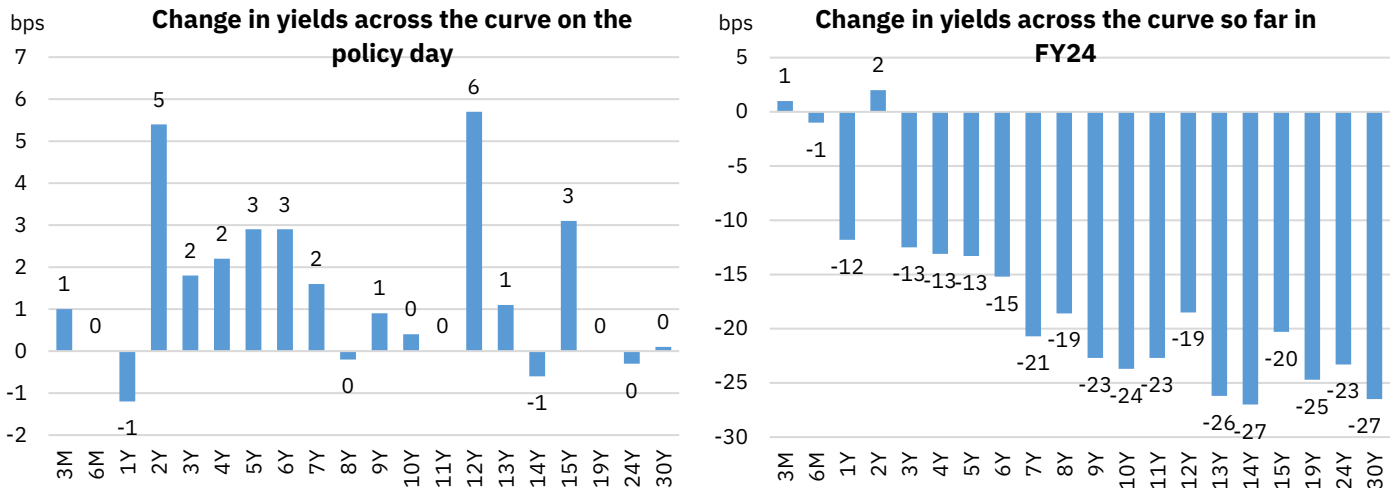 bps
Change in yields across the curve on the
policy day
7
6
5
4
3
2
1
0
-1
-2
1
0
-1
5
2
2
3
3
2
0
1
0
0
6
1
-1
3
0
0
0
3M
6M
1Y
2Y
3Y
4Y
5Y
6Y
7Y
8Y
9Y
10Y
11Y
12Y
13Y
14Y
15Y
19Y
24Y
30Y
bps
Change in yields across the curve so far in
FY24
5
0
-5
-10
-15
-20
-25
-30
1
-1
-12
2
-13
-13
-13
-15
-21
-19
-23
-24
-23
-19
-26
-27
-20
-25
-23
-27
3M
6M
1Y
2Y
3Y
4Y
5Y
6Y
7Y
8Y
9Y
10Y
11Y
12Y
13Y
14Y
15Y
19Y
24Y
30Y